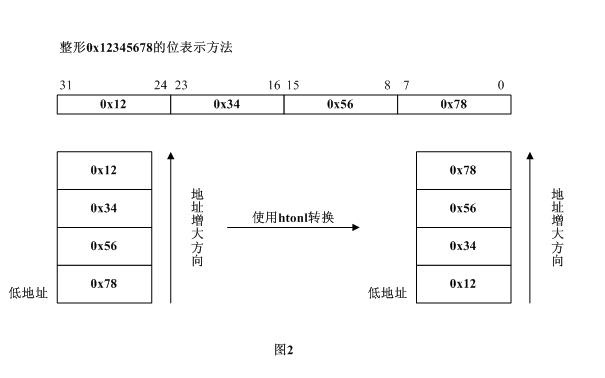 整形0x12345678的位表示方法
31 24 23 16 15 8 7 0
0x12 0x34 0x56 0x78
0x12
0x34
0x56
0x78
低地址
地址增大方向
使用htonl转换
0x78
0x56
0x34
0x12
低地址
地址增大方向
图2